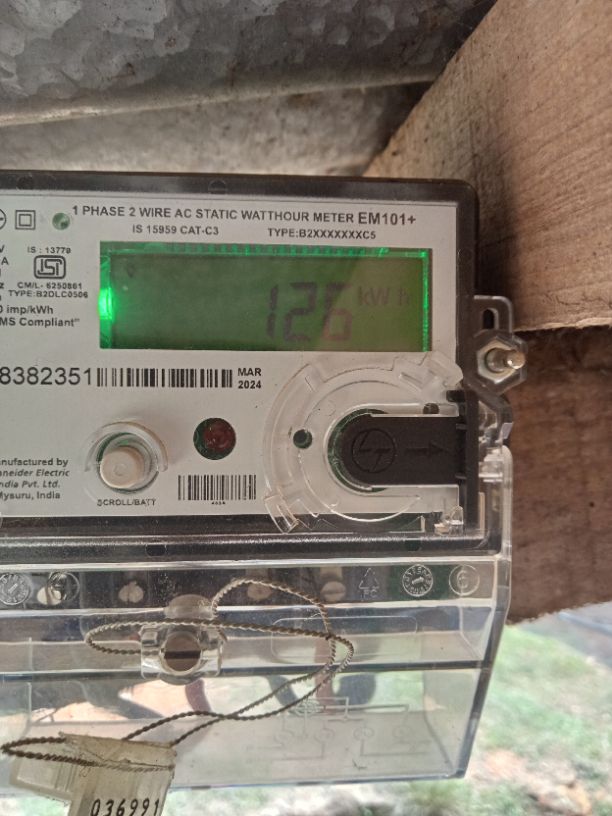 1 PHASE 2 WIRE AC STATIC WATTHOUR METER EM101+
IS 15959 CAT-C3 TYPE:B2XXXXXXXC5
IS : 13779
CM/L- 6250861
TYPE:B2DLC0506
imp/kWh
MS Compliant"
126 kWh
8382351
MAR
2024
anufactured by
neider Electric
ndia Pvt. Ltd.
Mysuru, India
SCROLL/BATT
036991